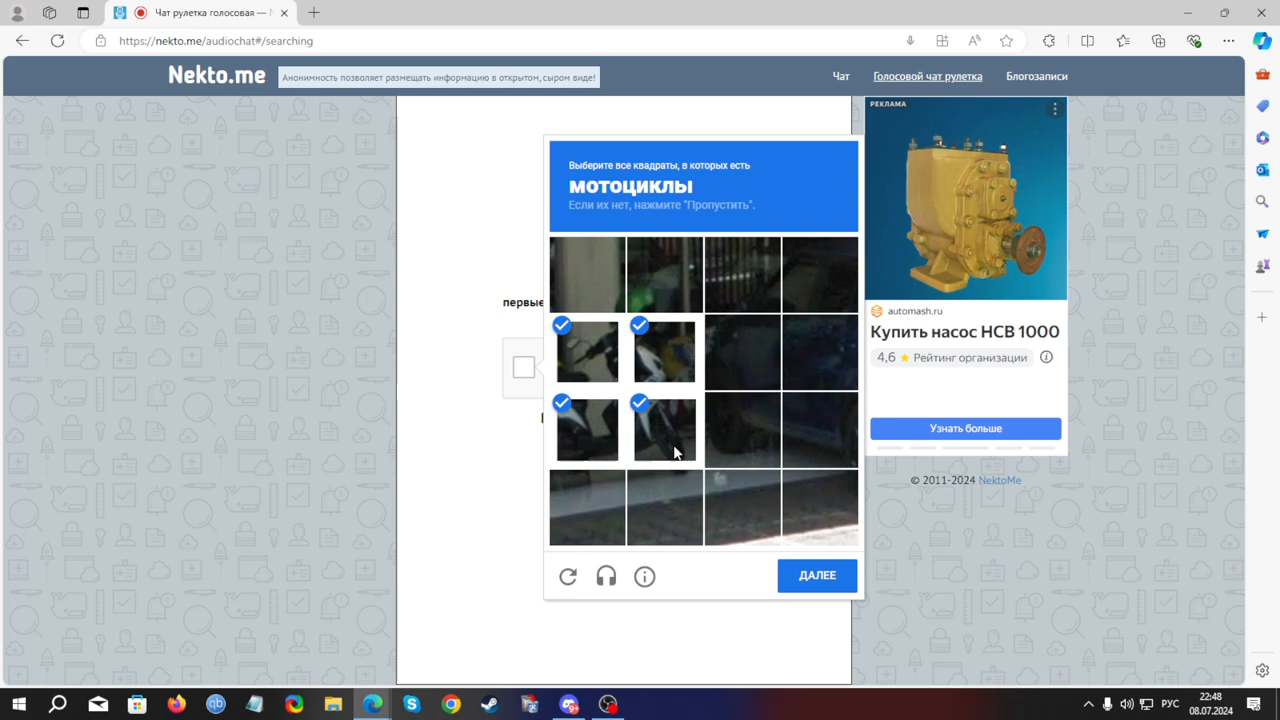 Чат рулетка голосовая — N
https://nekto.me/audiochat#/searching
Nekto.me
Анонимность позволяет размещать информацию в открытом, сыром виде!
Чат
Голосовой чат рулетка
Блогозаписи
первые
Выберите все квадраты, в которых есть
мотоциклы
Если их нет, нажмите "Пропустить".
ДАЛЕЕ
РЕКЛАМА
automash.ru
Купить насос НСВ 1000
4,6 ★ Рейтинг организации
Узнать больше
© 2011-2024 NektoMe
РУС
22:48
08.07.2024